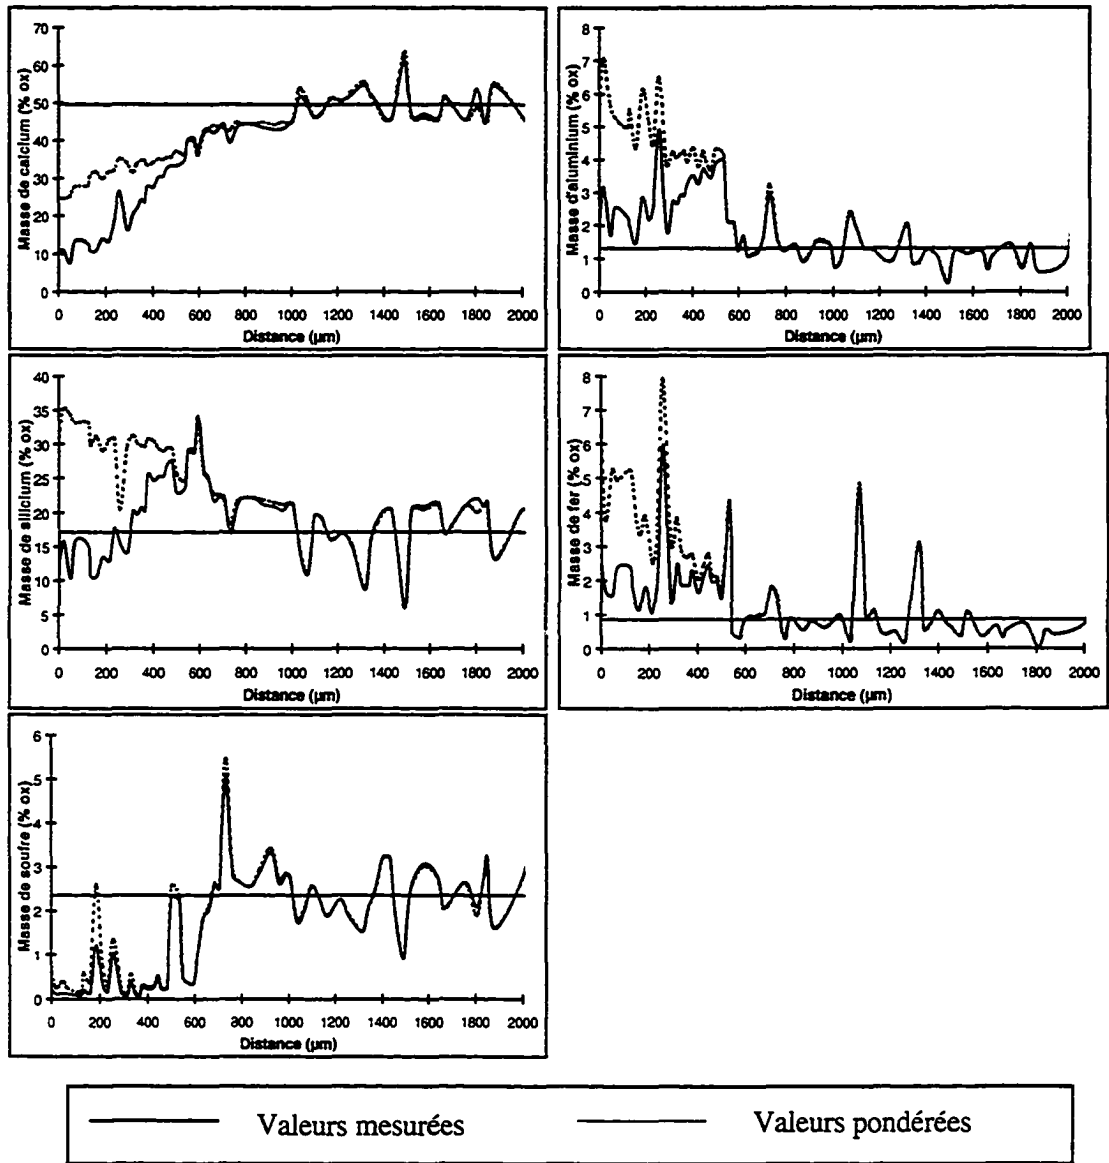 Masse de calcium (% ox)
70
60
50
40
30
20
10
0
0 200 400 600 800 1000 1200 1400 1600 1800 2000
Distance (µm)
Masse d'aluminium (% ox)
8
7
6
5
4
3
2
1
0
0 200 400 600 800 1000 1200 1400 1600 1800 2000
Distance (µm)
Masse de silicium (% ox)
40
35
30
25
20
15
10
5
0
0 200 400 600 800 1000 1200 1400 1600 1800 2000
Distance (µm)
Masse de fer (% ox)
8
7
6
5
4
3
2
1
0
0 200 400 600 800 1000 1200 1400 1600 1800 2000
Distance (µm)
Masse de soufre (% ox)
6
5
4
3
2
1
0
0 200 400 600 800 1000 1200 1400 1600 1800 2000
Distance (µm)
Valeurs mesurées
Valeurs pondérées